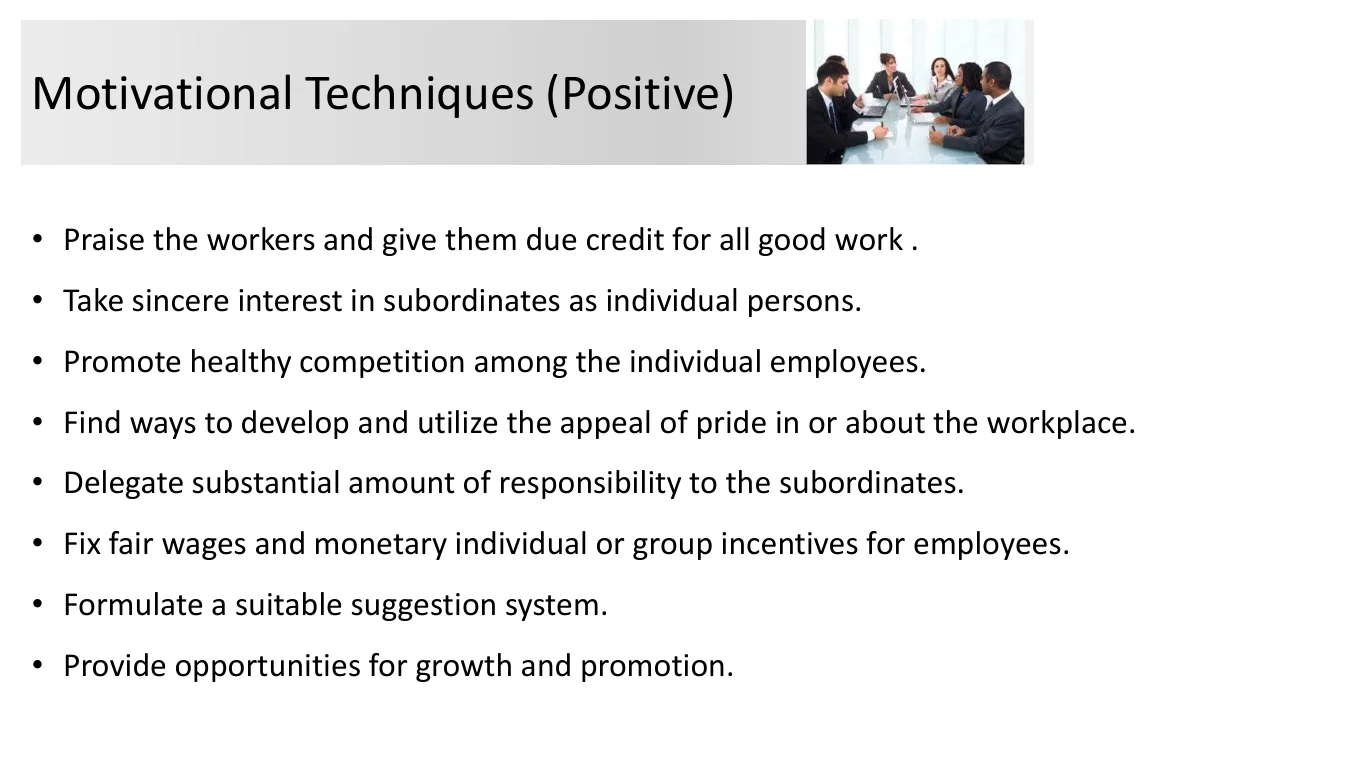 Motivational Techniques (Positive)
• Praise the workers and give them due credit for all good work .
• Take sincere interest in subordinates as individual persons.
• Promote healthy competition among the individual employees.
• Find ways to develop and utilize the appeal of pride in or about the workplace.
• Delegate substantial amount of responsibility to the subordinates.
• Fix fair wages and monetary individual or group incentives for employees.
• Formulate a suitable suggestion system.
• Provide opportunities for growth and promotion.